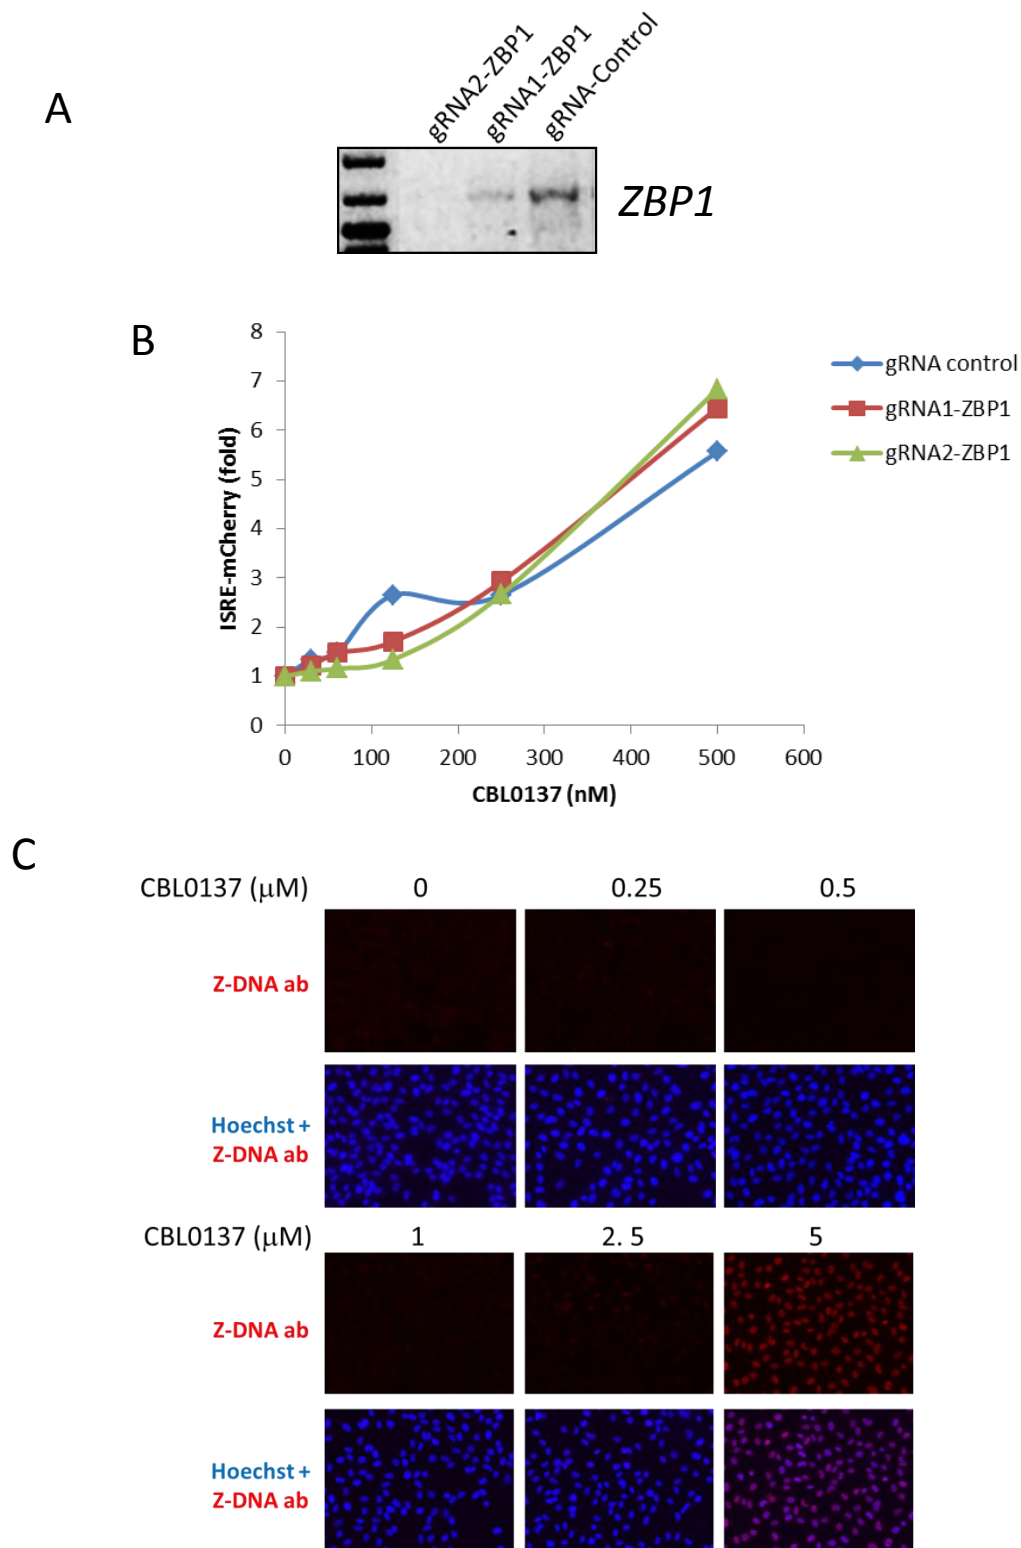 A
gRNA2-ZBP1
gRNA1-ZBP1
gRNA-Control
ZBP1
B
8
7
6
5
4
3
2
1
0
ISRE-mCherry (fold)
0 100 200 300 400 500 600
CBL0137 (nM)
gRNA control
gRNA1-ZBP1
gRNA2-ZBP1
C
CBL0137 (μM) 0 0.25 0.5
Z-DNA ab
Hoechst +
Z-DNA ab
CBL0137 (μM) 1 2. 5 5
Z-DNA ab
Hoechst +
Z-DNA ab